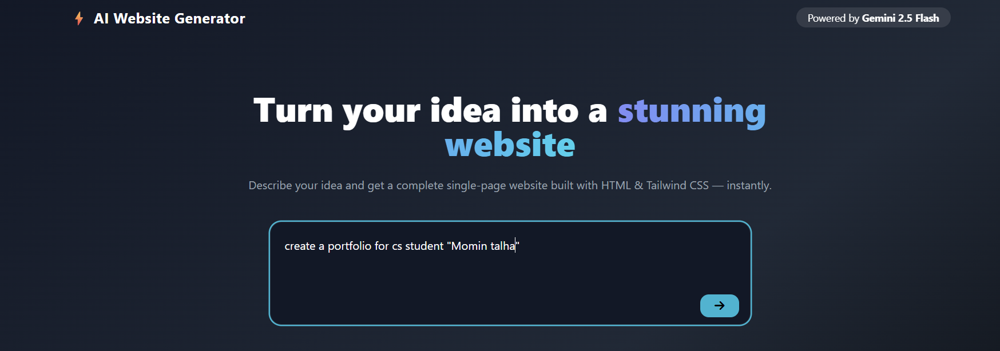 AI Website Generator
Powered by Gemini 2.5 Flash
Turn your idea into a stunning
website
Describe your idea and get a complete single-page website built with HTML & Tailwind CSS — instantly.
create a portfolio for cs student "Momin talha"